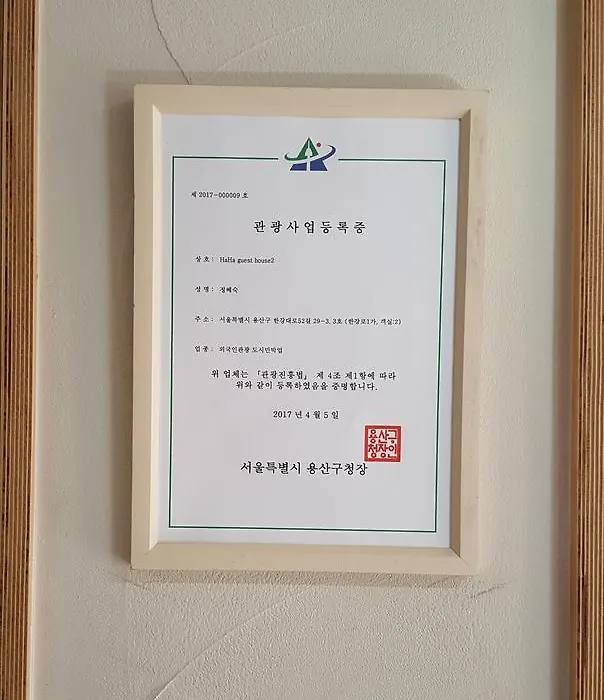 제 2017-000009 호
관 광 사 업 등 록 증
상 호 : HaHa guest house2
성 명 : 정혜숙
주 소 : 서울특별시 용산구 한강대로52길 29-3, 3호 (한강로1가, 객실:2)
업 종 : 외국인관광 도시민박업
위 업체는 「관광진흥법」 제 4조 제1항에 따라
위와 같이 등록하였음을 증명합니다.
2017 년 4 월 5 일
서울특별시 용산구청장
용산구
청장인